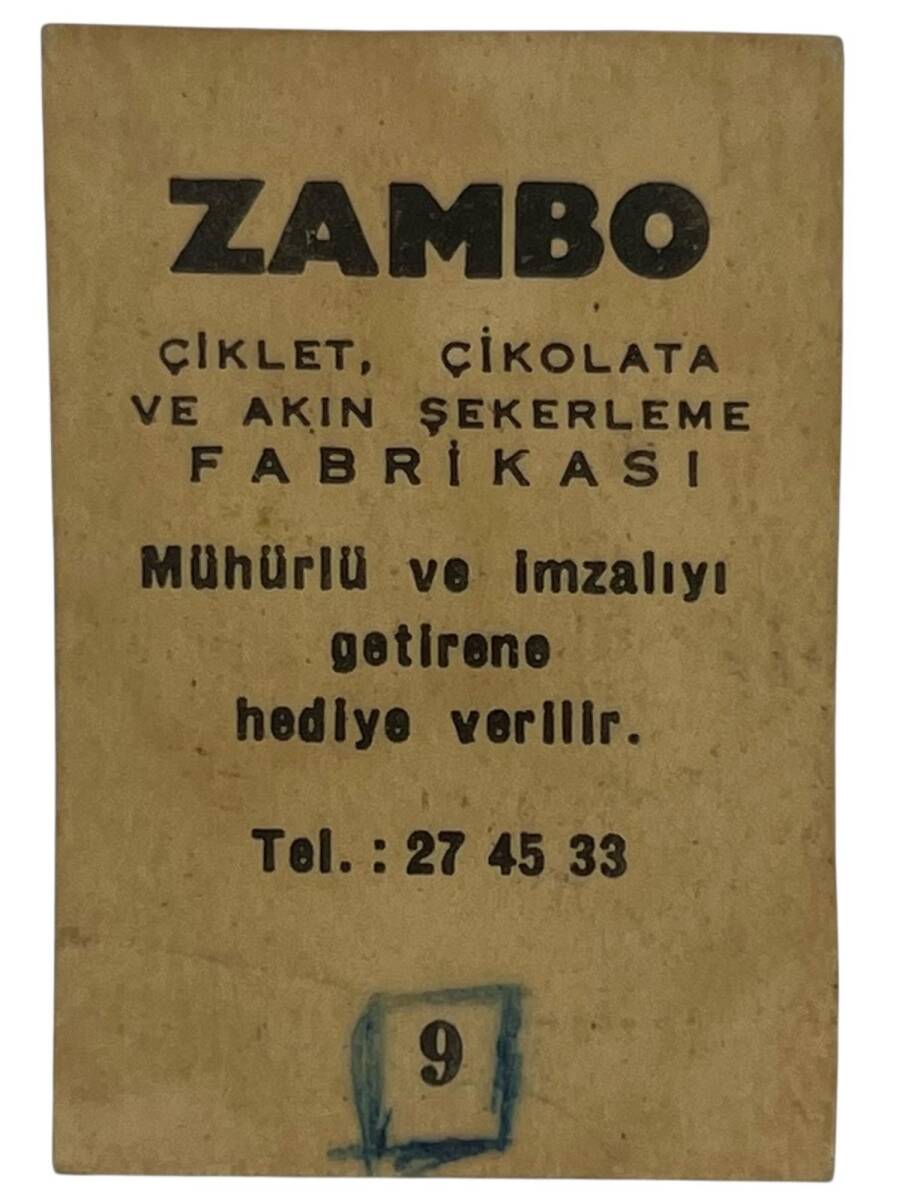 ZAMBO
ÇİKLET, ÇİKOLATA
VE AKIN ŞEKERLEME
FABRİKASI
Mühürlü ve imzalıyı
getirene
hediye verilir.
Tel. : 27 45 33
9